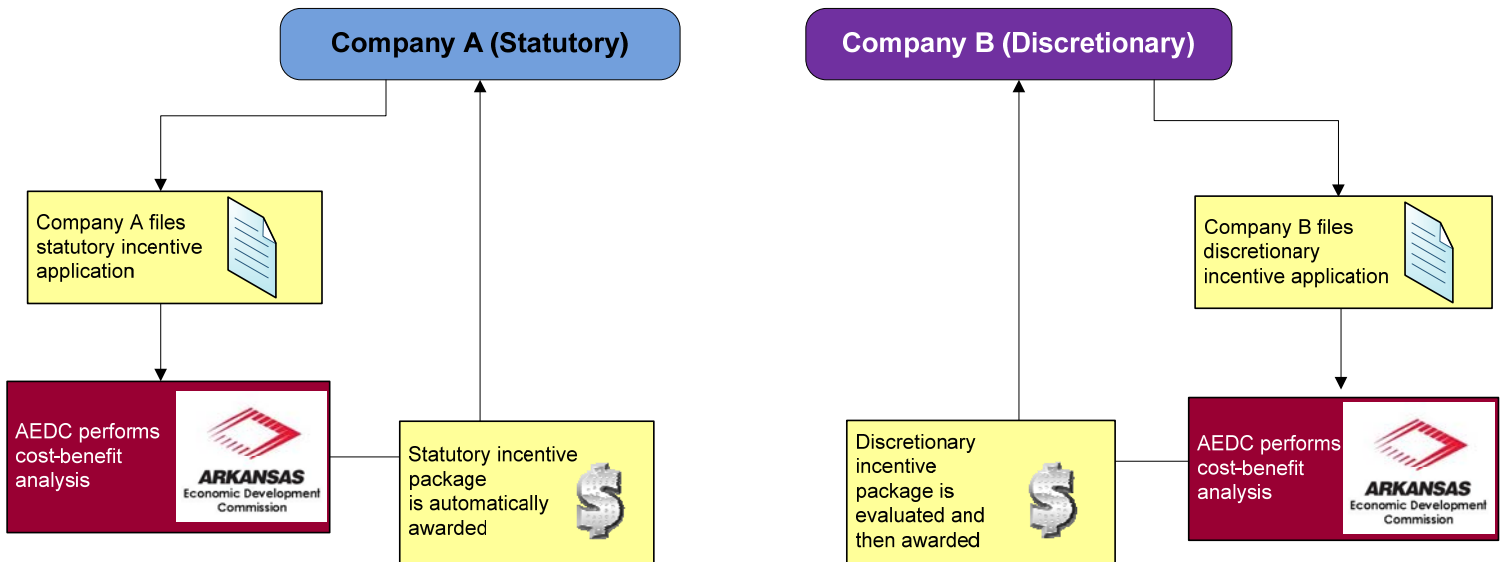 Company A (Statutory)
Company A files
statutory incentive
application
AEDC performs
cost-benefit
analysis
ARKANSAS
Economic Development
Commission
Statutory incentive
package
is automatically
awarded
$
Company B (Discretionary)
Company B files
discretionary
incentive application
AEDC performs
cost-benefit
analysis
ARKANSAS
Economic Development
Commission
Discretionary
incentive
package is
evaluated and
then awarded
$